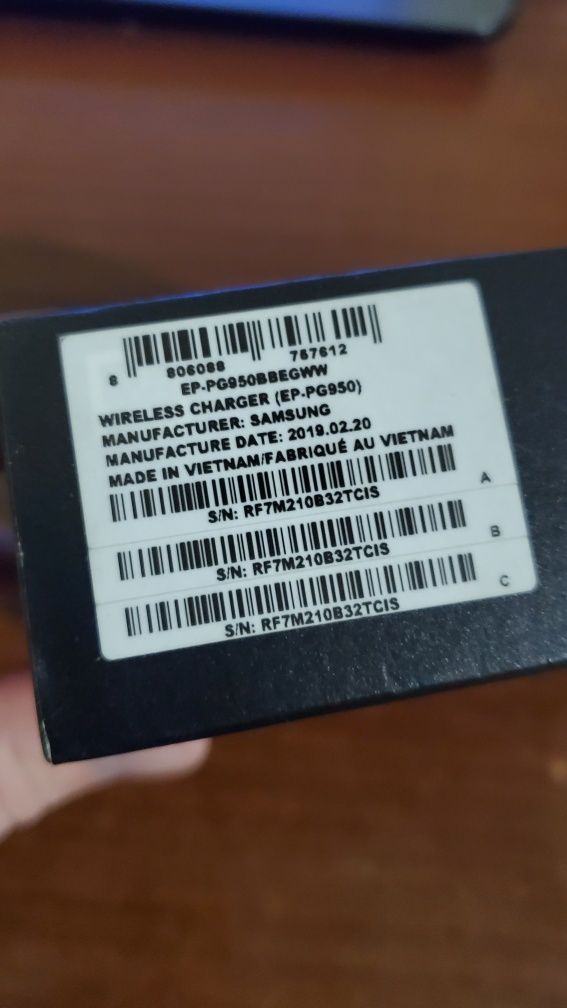 8 806088 767612
EP-PG950BBEGWW
WIRELESS CHARGER (EP-PG950)
MANUFACTURER: SAMSUNG
MANUFACTURE DATE: 2019.02.20
MADE IN VIETNAM/FABRIQUÉ AU VIETNAM
A
S/N: RF7M210B32TCIS
B
S/N: RF7M210B32TCIS
C
S/N: RF7M210B32TCIS